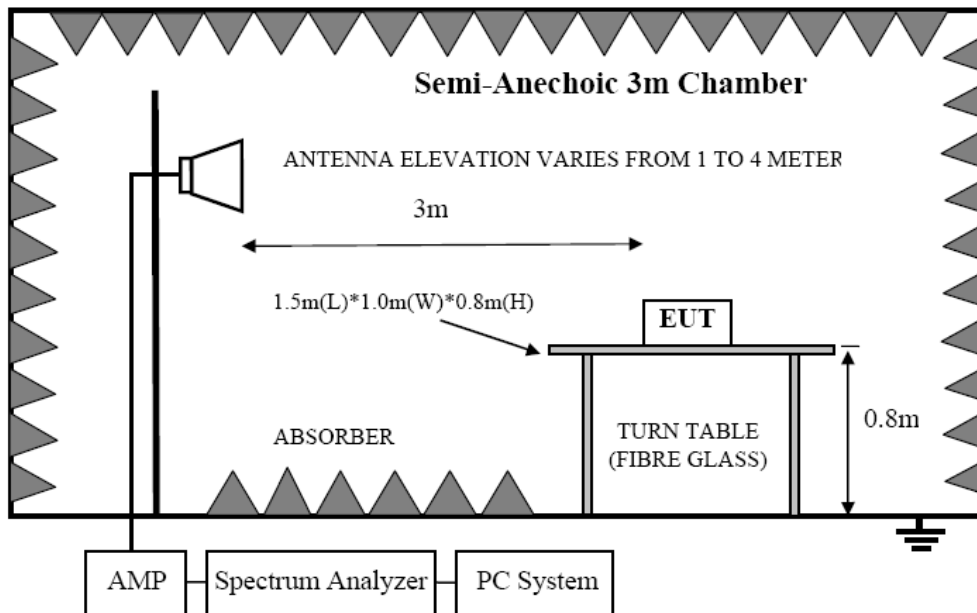 Semi-Anechoic 3m Chamber
ANTENNA ELEVATION VARIES FROM 1 TO 4 METER
3m
1.5m(L)*1.0m(W)*0.8m(H)
EUT
0.8m
ABSORBER
TURN TABLE
(FIBRE GLASS)
AMP
Spectrum Analyzer
PC System